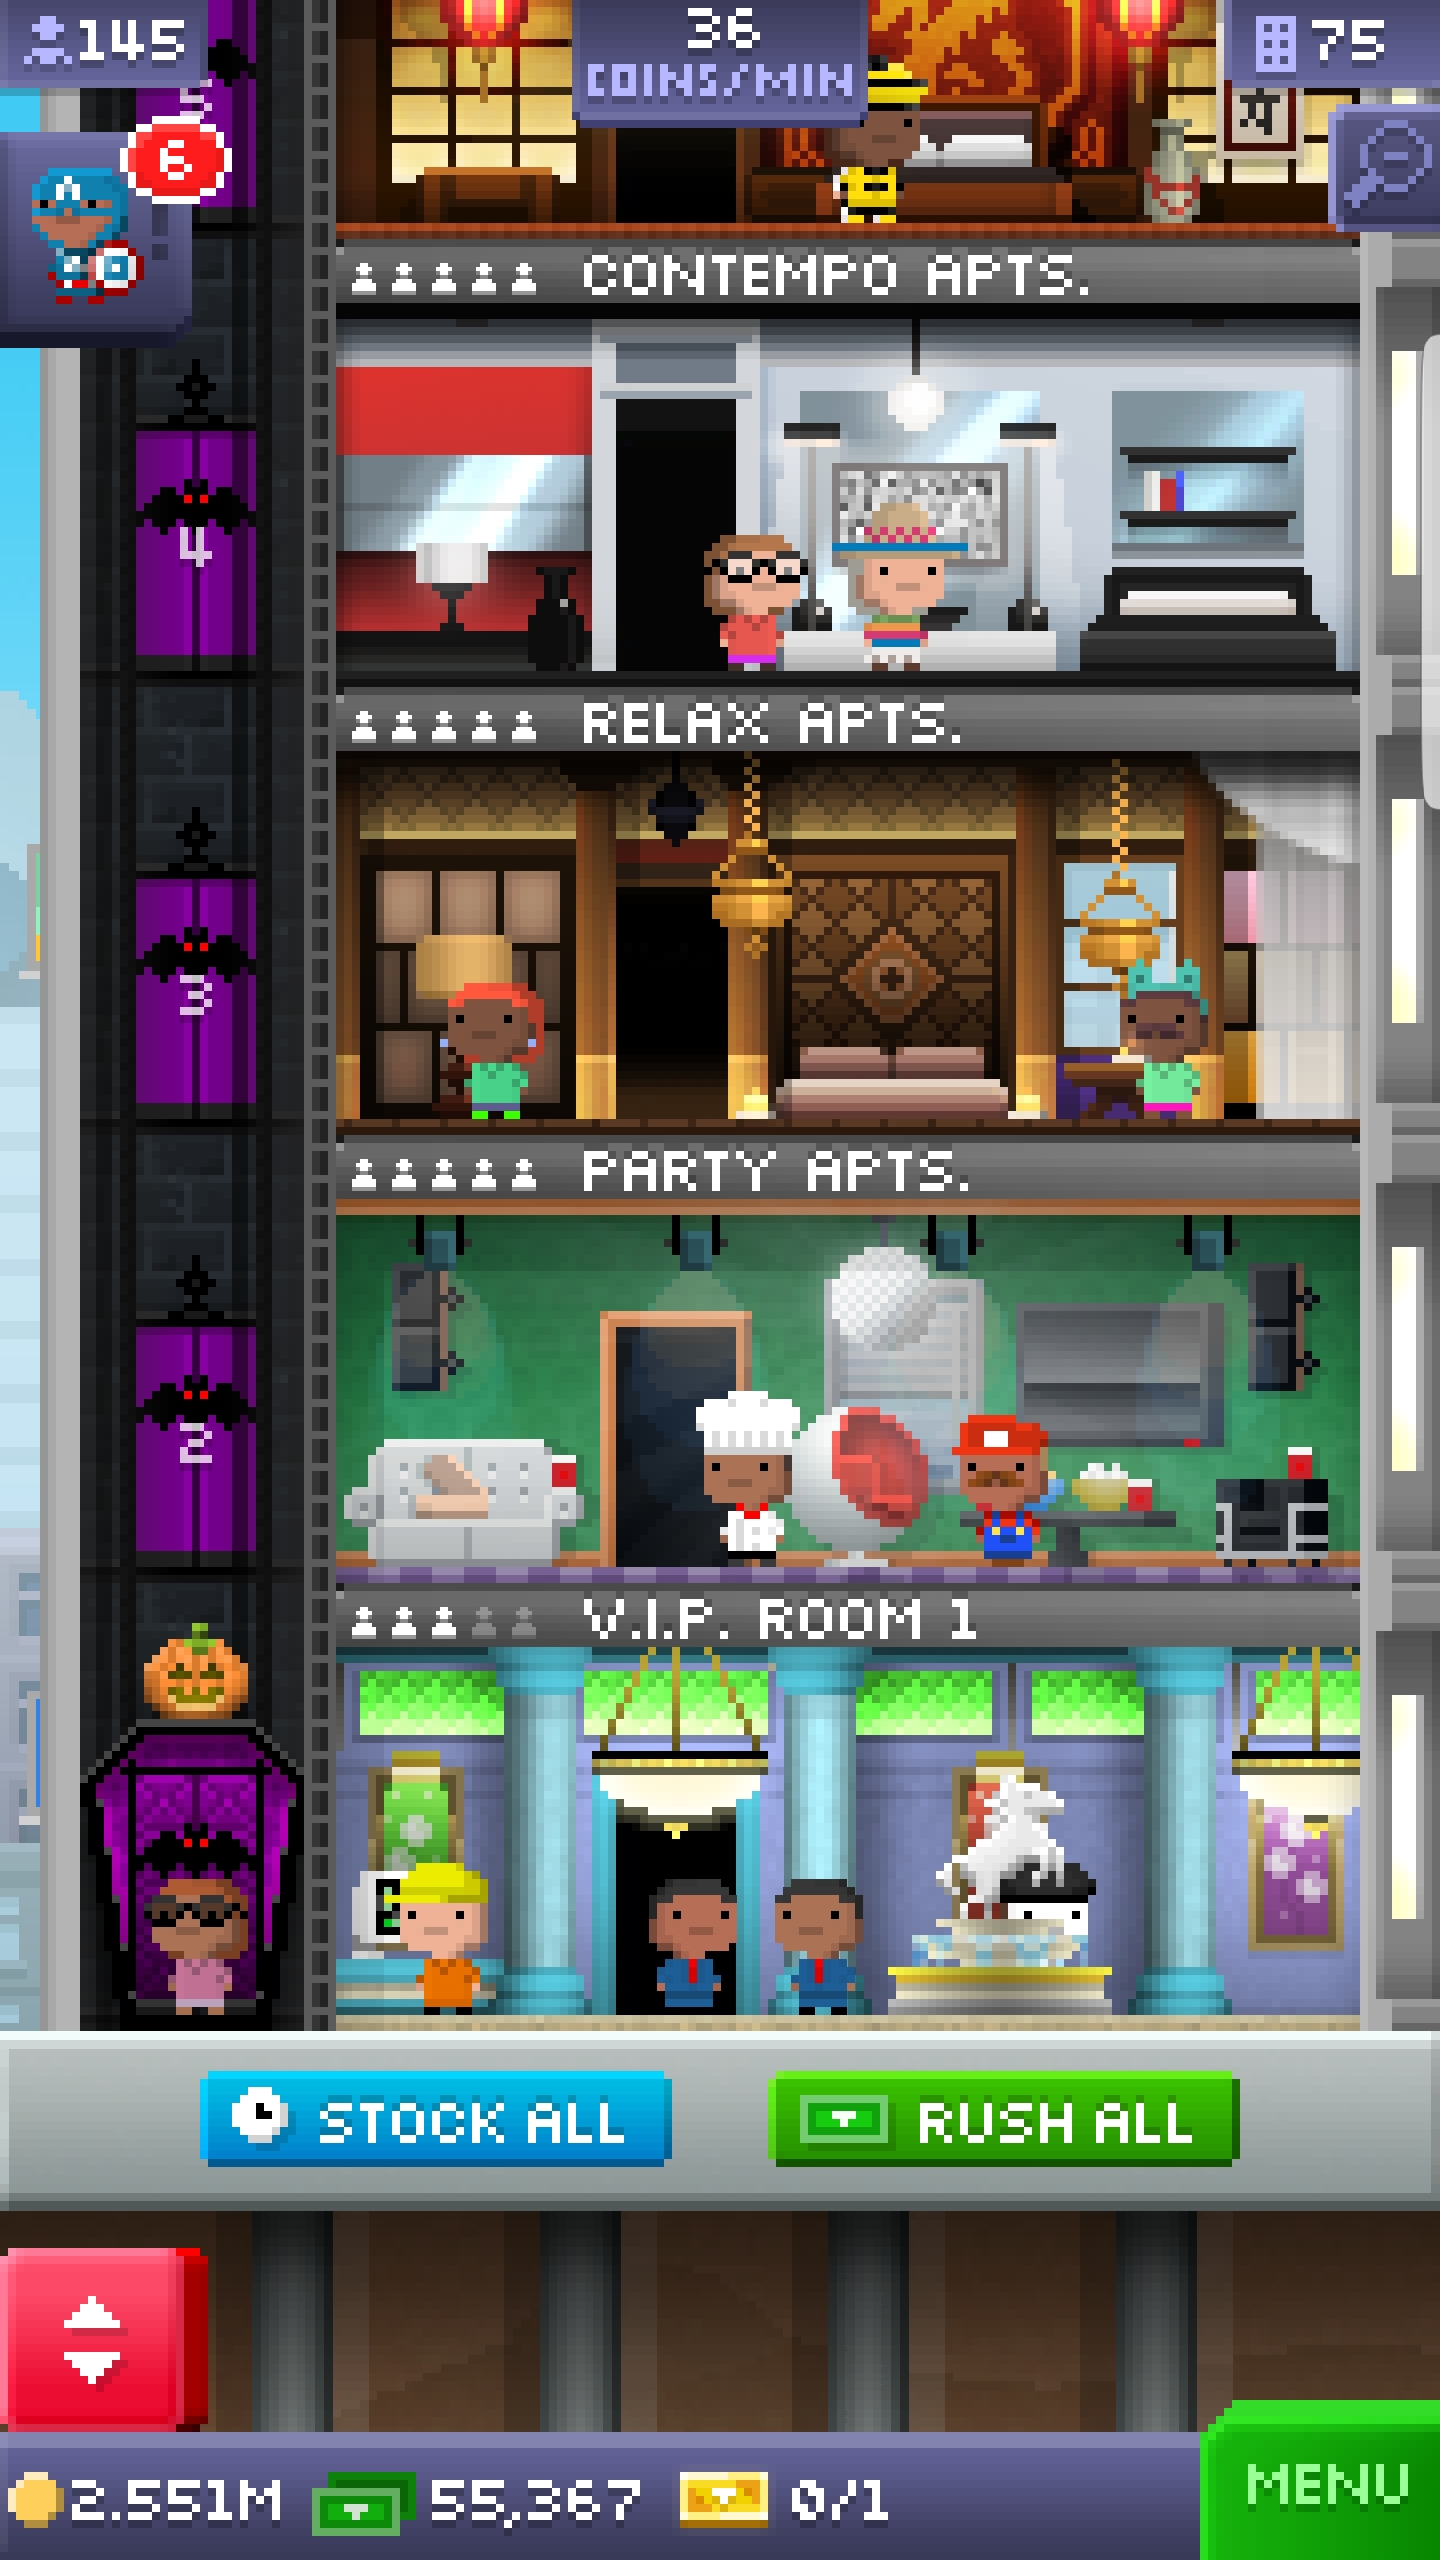 145
36
COINS/MIN
75
5
6
CONTEMPO APTS.
4
RELAX APTS.
3
PARTY APTS.
2
V.I.P. ROOM 1
STOCK ALL
RUSH ALL
2.551M
55,367
0/1
MENU